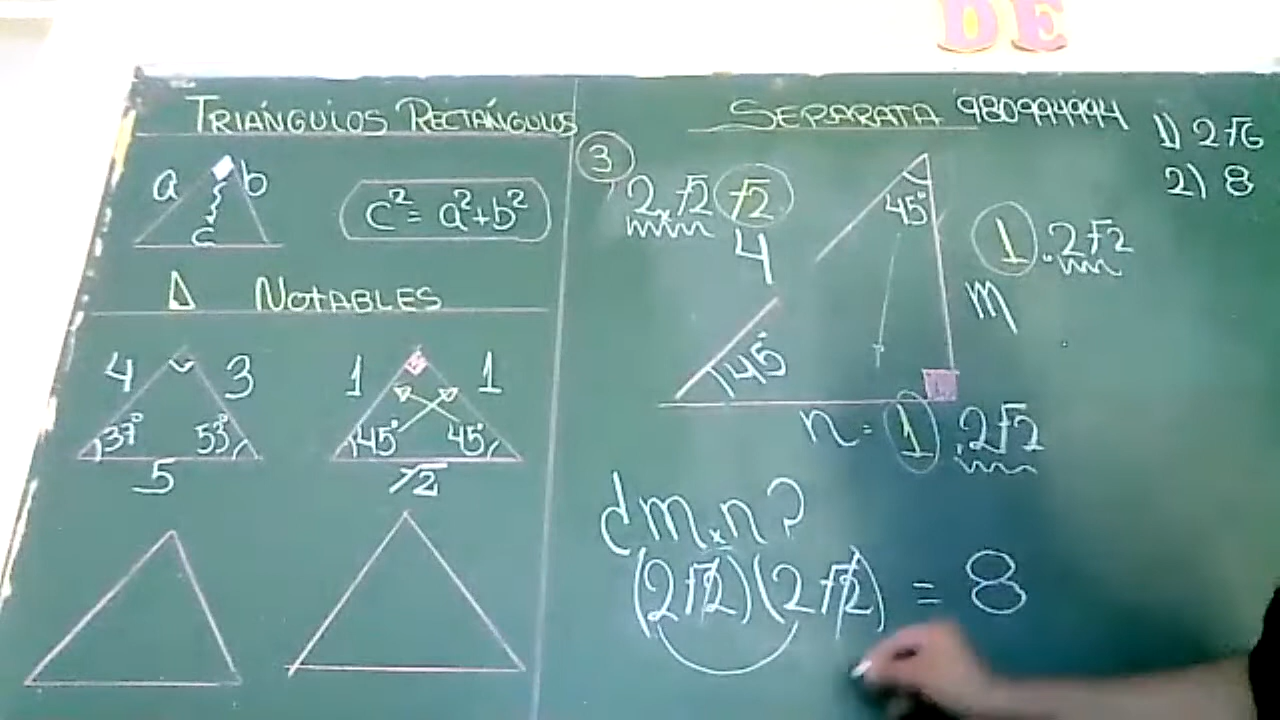 DE
TRIÁNGULOS RECTÁNGULOS
a b
c
c² = a² + b²
Δ NOTABLES
4 3
37° 53°
5
1 1
45° 45°
√2
SEPARATA 980994994
1) 2√6
2) 8
3
2×√2 √2
4
45°
45°
1.2√2
m
n = 1.2√2
¿m×n?
(2√2)(2√2) = 8